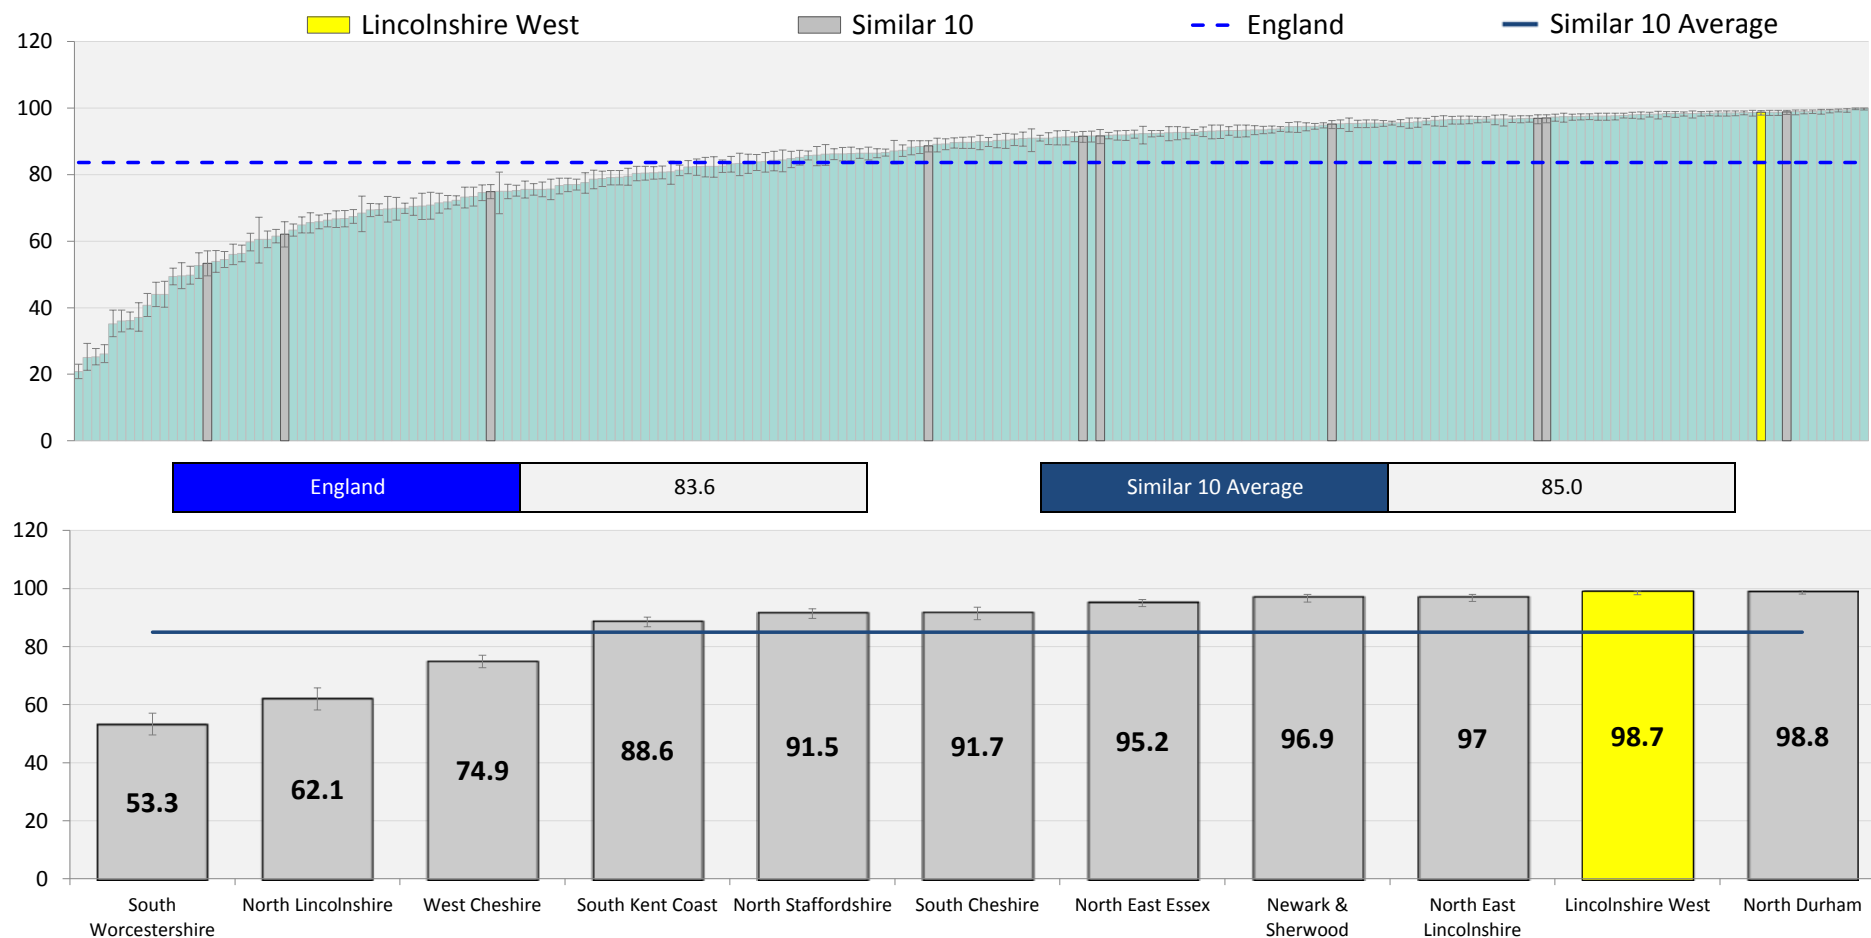 Lincolnshire West Similar 10 England Similar 10 Average
120
100
80
60
40
20
0
England 83.6 Similar 10 Average 85.0
120
100
80
60
40
20
0
53.3 62.1 74.9 88.6 91.5 91.7 95.2 96.9 97 98.7 98.8
South Worcestershire
North Lincolnshire
West Cheshire
South Kent Coast
North Staffordshire
South Cheshire
North East Essex
Newark & Sherwood
North East Lincolnshire
Lincolnshire West
North Durham